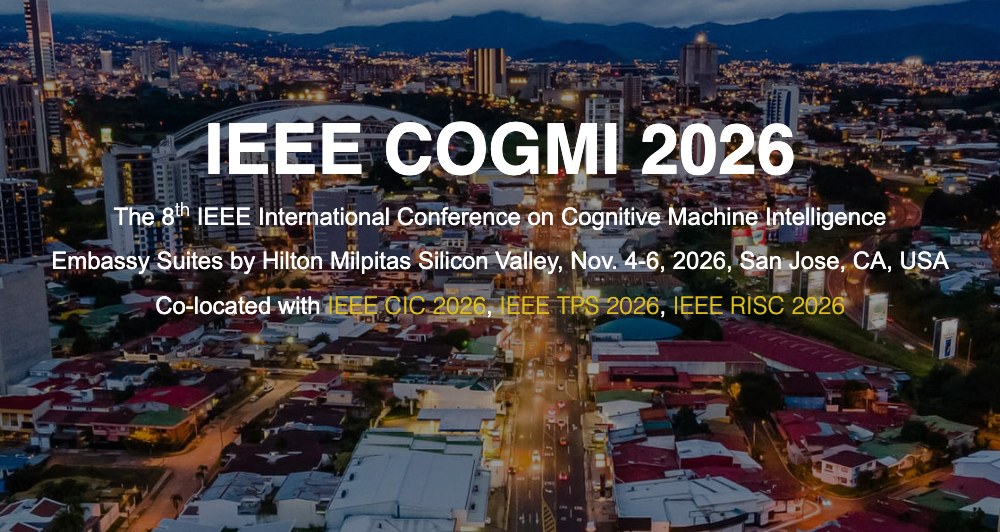 IEEE COGMI 2026
The 8th IEEE International Conference on Cognitive Machine Intelligence
Embassy Suites by Hilton Milpitas Silicon Valley, Nov. 4-6, 2026, San Jose, CA, USA
Co-located with IEEE CIC 2026, IEEE TPS 2026, IEEE RISC 2026